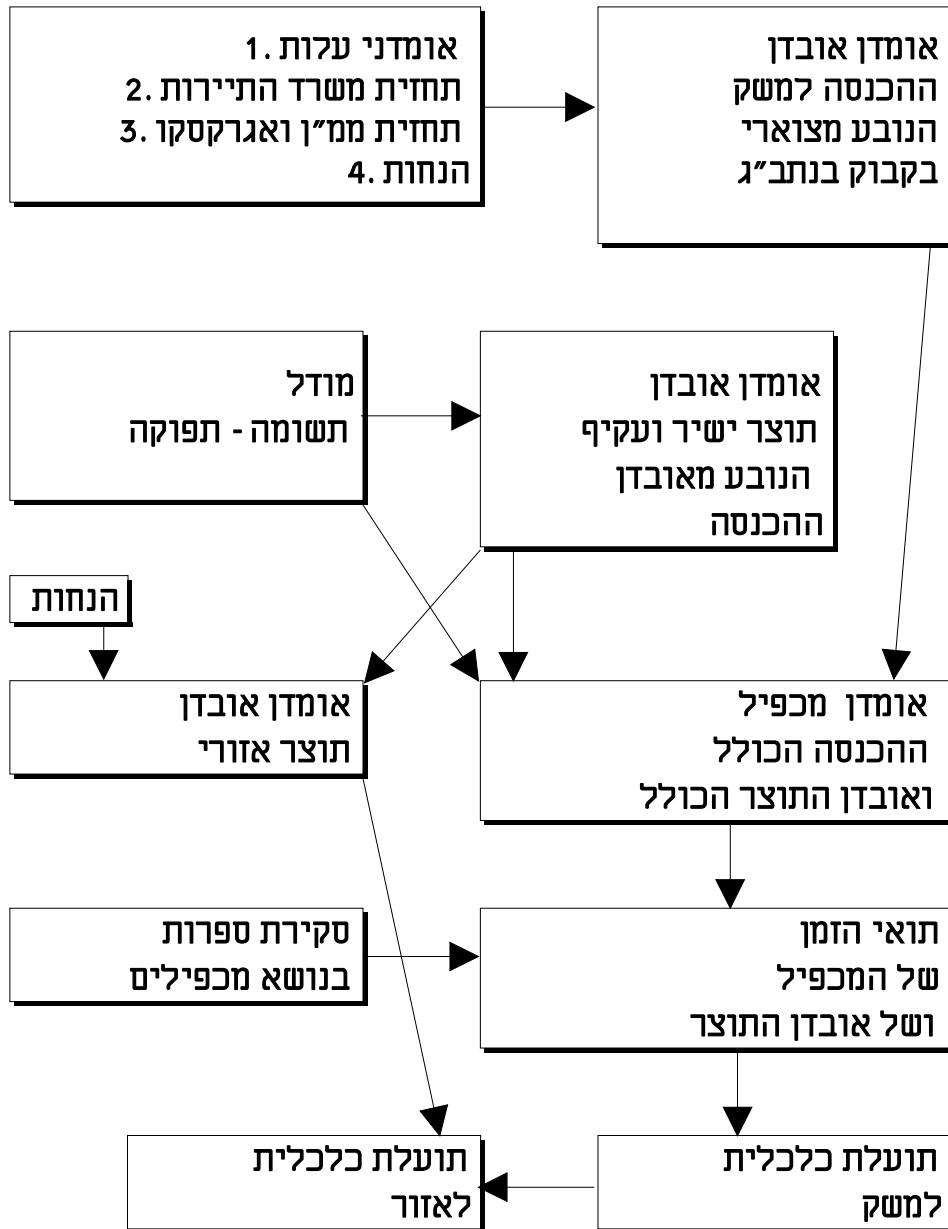 1. אומדני עלות
2. תחזית משרד התיירות
3. תחזית ממ"ן ואגרקסקו
4. הנחות
אומדן אובדן
ההכנסה למשק
הנובע מצוארי
בקבוק בנתב"ג
מודל
תשומה - תפוקה
אומדן אובדן
תוצר ישיר ועקיף
הנובע מאובדן
ההכנסה
הנחות
אומדן אובדן
תוצר אזורי
אומדן מכפיל
ההכנסה הכולל
ואובדן התוצר הכולל
סקירת ספרות
בנושא מכפילים
תואי הזמן
של המכפיל
ושל אובדן התוצר
תועלת כלכלית
לאזור
תועלת כלכלית
למשק